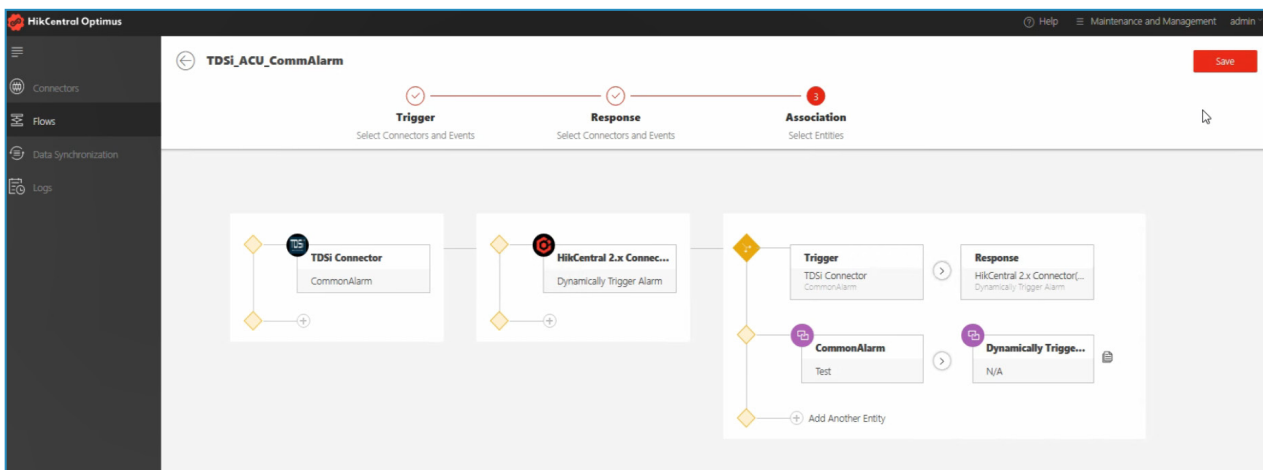 HikCentral Optimus
Help
Maintenance and Management
admin
TDSi_ACU_CommAlarm
Save
Connectors
Flows
Data Synchronization
Logs
3
Trigger
Response
Association
Select Connectors and Events
Select Connectors and Events
Select Entities
TDSi
TDSi Connector
CommonAlarm
HikCentral 2.x Connec...
Dynamically Trigger Alarm
Trigger
TDSi Connector
CommonAlarm
Response
HikCentral 2.x Connector(...
Dynamically Trigger Alarm
CommonAlarm
Test
Dynamically Trigge...
N/A
Add Another Entity